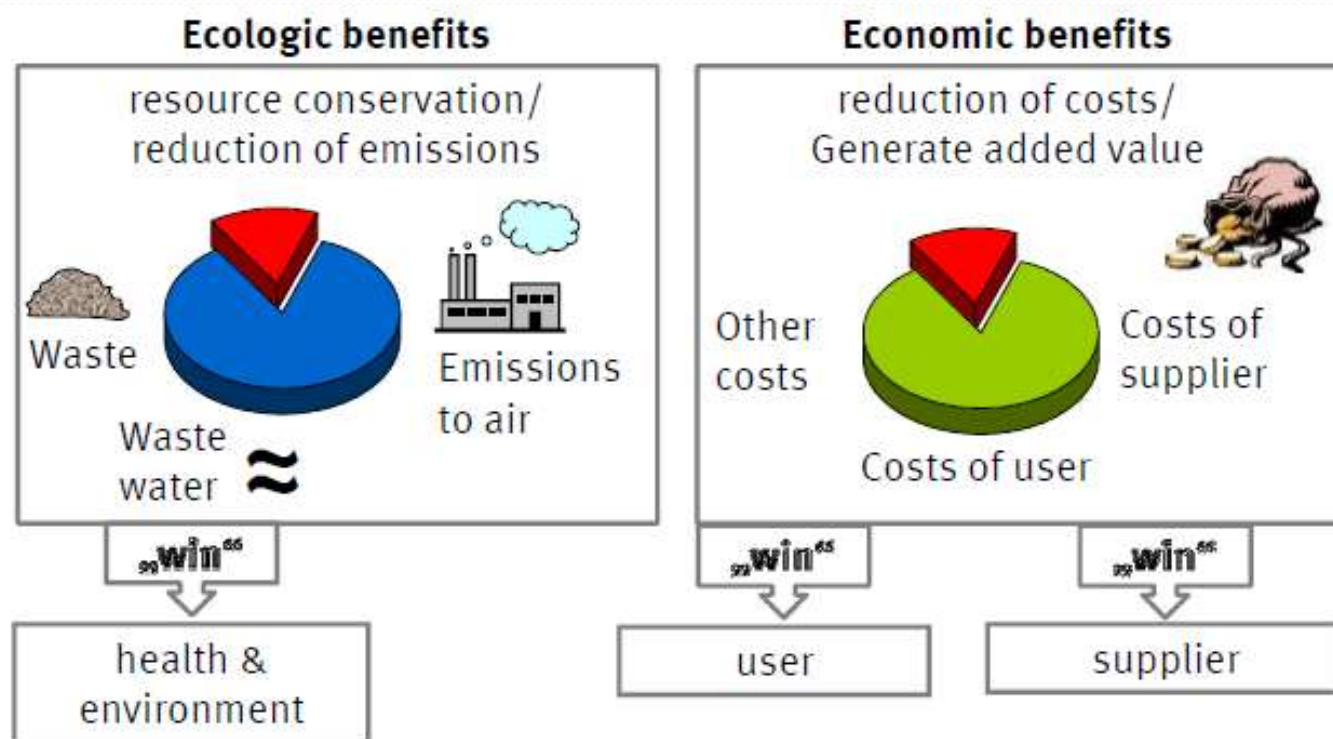 Ecologic benefits
resource conservation/
reduction of emissions
Waste
Emissions
to air
Waste
water
„win“
health &
environment
Economic benefits
reduction of costs/
Generate added value
Other
costs
Costs of
supplier
Costs of user
„win“
„win“
user
supplier